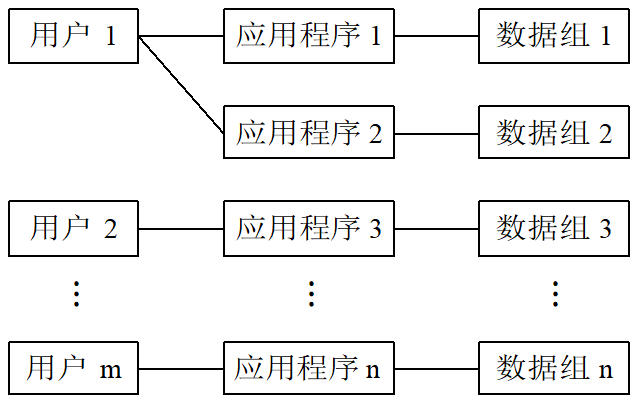 用户 1 应用程序 1 数据组 1
应用程序 2 数据组 2
用户 2 应用程序 3 数据组 3
⋮ ⋮ ⋮
用户 m 应用程序 n 数据组 n